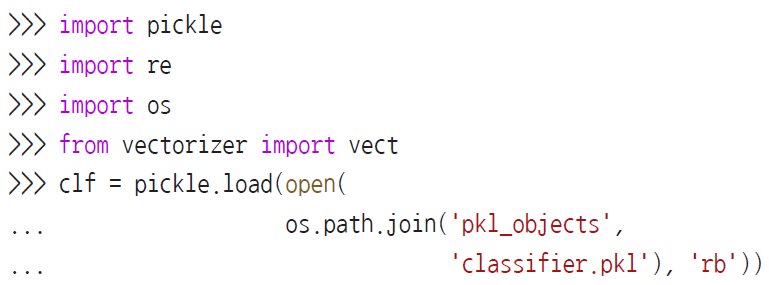 >>> import pickle
>>> import re
>>> import os
>>> from vectorizer import vect
>>> clf = pickle.load(open(
...                 os.path.join('pkl_objects',
...                              'classifier.pkl'), 'rb'))